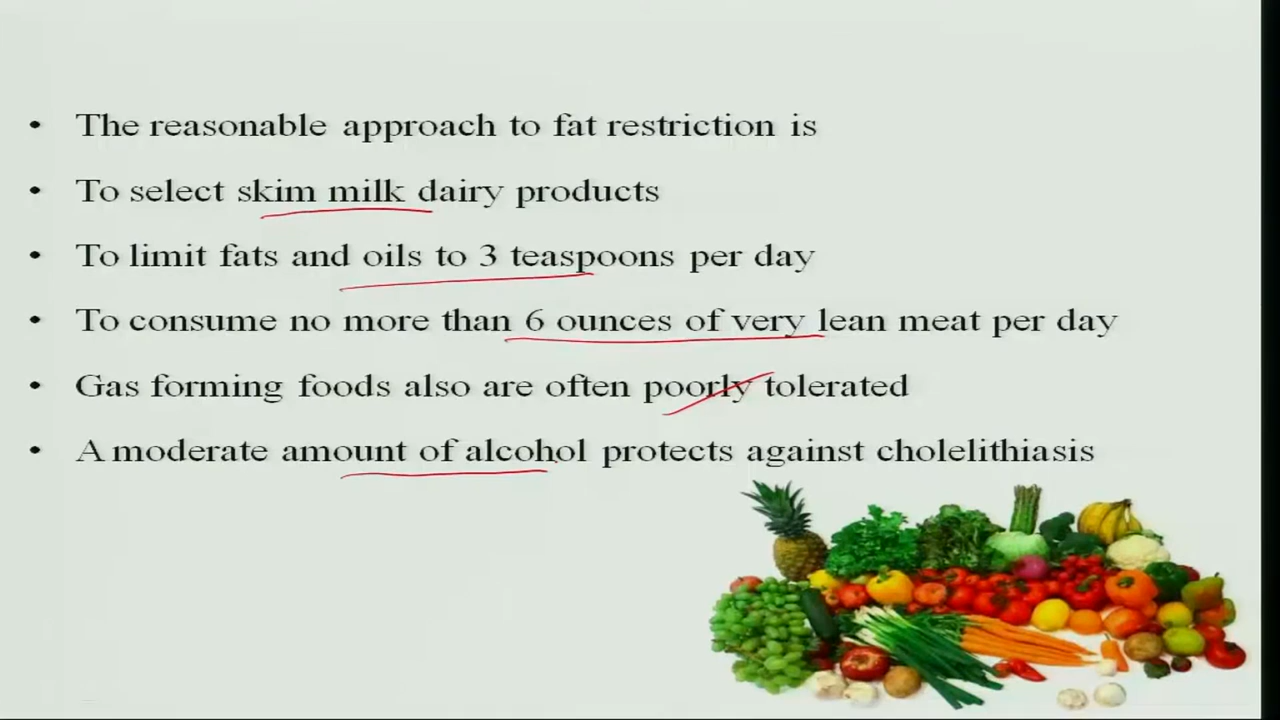 • The reasonable approach to fat restriction is
• To select skim milk dairy products
• To limit fats and oils to 3 teaspoons per day
• To consume no more than 6 ounces of very lean meat per day
• Gas forming foods also are often poorly tolerated
• A moderate amount of alcohol protects against cholelithiasis